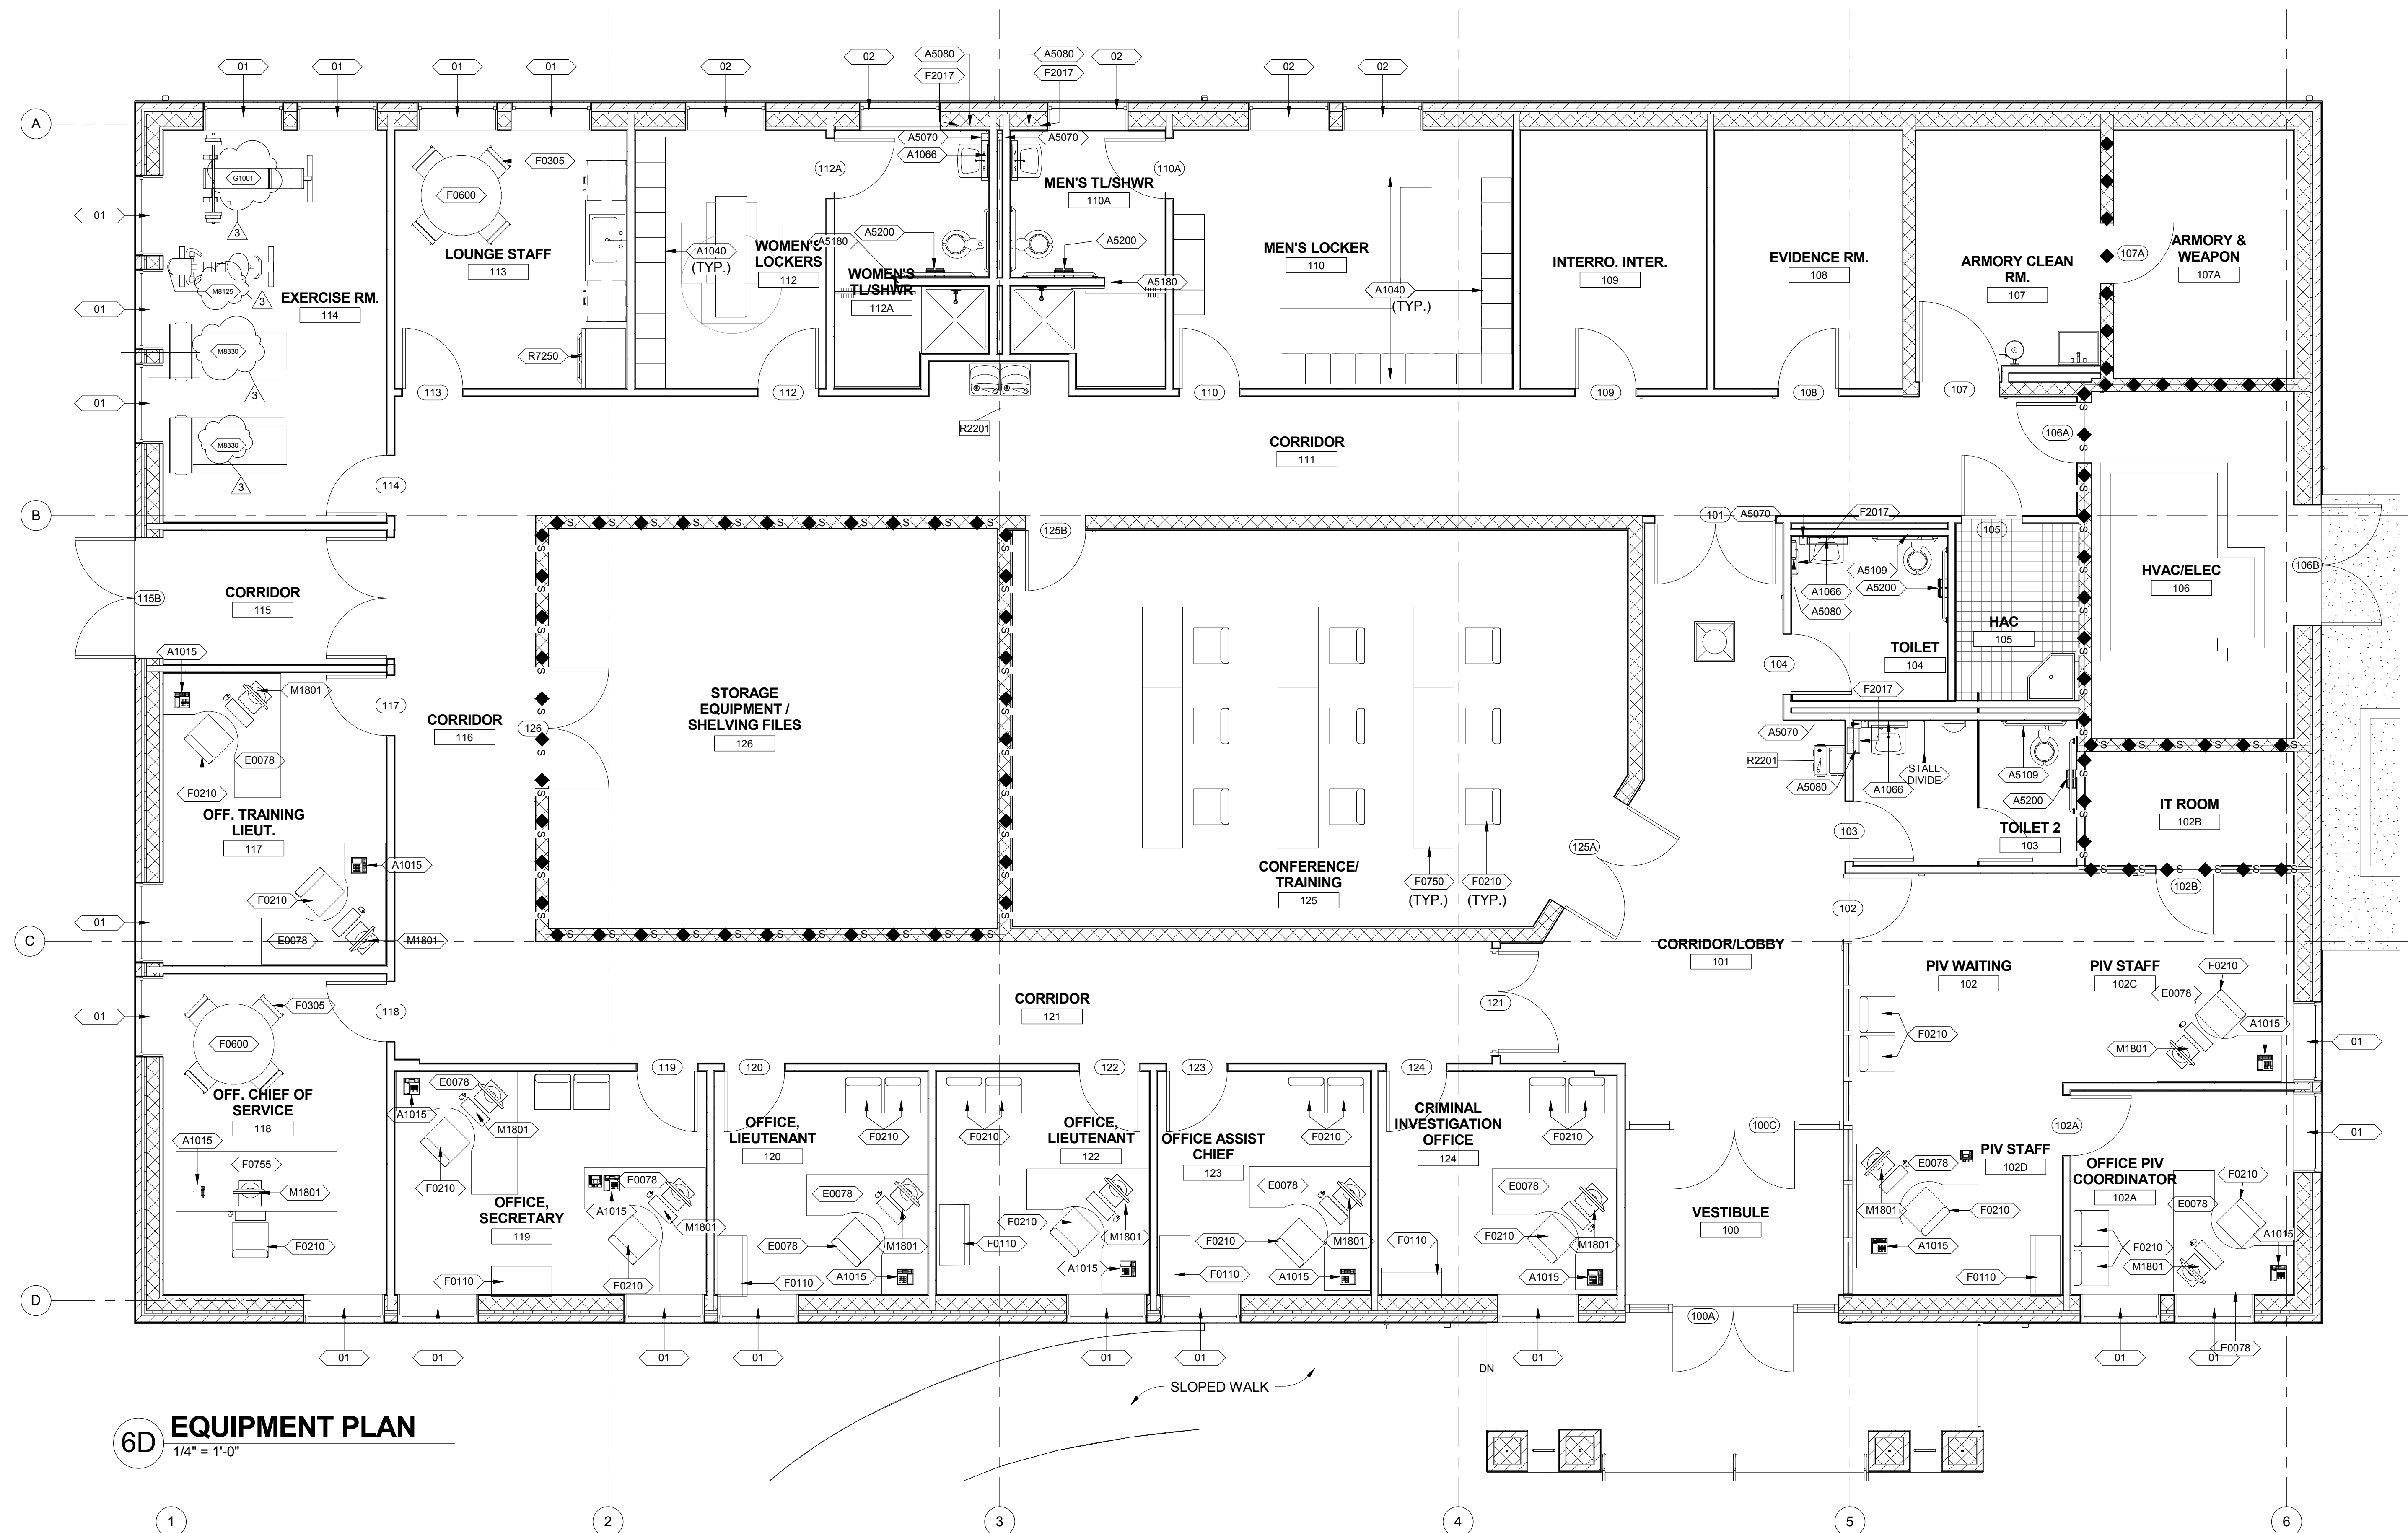 01
01
01
01
02
02
A5080
F2017
A5080
F2017
02
02
02
A
A5070
A5070
A1066
112A
110A
MEN'S TL/SHWR
110A
G1001
3
F0305
F0600
01
LOUNGE STAFF
113
A1040
(TYP.)
WOMEN'S
LOCKERS
112
A5180
A5200
A5200
A5180
WOMEN'S
TL/SHWR
112A
MEN'S LOCKER
110
A1040
(TYP.)
INTERRO. INTER.
109
EVIDENCE RM.
108
ARMORY CLEAN
RM.
107
107A
ARMORY &
WEAPON
107A
M8125
3
EXERCISE RM.
114
01
M8330
3
R7250
01
M8330
3
113
112
110
109
108
107
R2201
CORRIDOR
111
106A
114
B
125B
101
A5070
F2017
105
115B
CORRIDOR
115
A5109
A5200
A1066
A5080
HVAC/ELEC
106
106B
HAC
105
TOILET
104
104
A1015
M1801
117
CORRIDOR
116
126
STORAGE
EQUIPMENT /
SHELVING FILES
126
E0078
F0210
F2017
A5070
R2201
A5080
A1066
STALL
DIVIDE
A5109
A5200
OFF. TRAINING
LIEUT.
117
A1015
F0210
E0078
M1801
01
CONFERENCE/
TRAINING
125
F0750
(TYP.)
F0210
(TYP.)
125A
103
TOILET 2
103
IT ROOM
102B
102B
102
C
CORRIDOR/LOBBY
101
PIV WAITING
102
PIV STAFF
102C
F0210
E0078
A1015
M1801
F0210
01
01
F0305
F0600
118
CORRIDOR
121
121
OFF. CHIEF OF
SERVICE
118
A1015
F0755
M1801
F0210
119
120
122
123
124
E0078
A1015
M1801
F0210
OFFICE,
SECRETARY
119
E0078
A1015
M1801
F0210
F0110
OFFICE,
LIEUTENANT
120
F0210
E0078
E0078
M1801
A1015
F0110
F0210
OFFICE,
LIEUTENANT
122
F0210
F0110
M1801
A1015
OFFICE ASSIST
CHIEF
123
F0210
E0078
F0210
M1801
F0110
A1015
CRIMINAL
INVESTIGATION
OFFICE
124
F0210
E0078
F0210
F0110
M1801
A1015
100C
VESTIBULE
100
100A
102A
E0078
PIV STAFF
102D
M1801
F0210
A1015
F0110
OFFICE PIV
COORDINATOR
102A
F0210
E0078
A1015
F0210
M1801
01
D
01
01
01
01
01
01
01
01
01
E0078
DN
SLOPED WALK
6D
EQUIPMENT PLAN
1/4" = 1'-0"
1
2
3
4
5
6